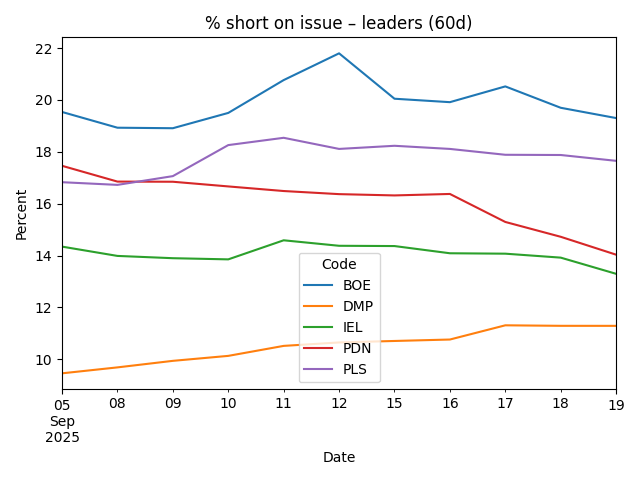 % short on issue – leaders (60d)
Percent
22
20
18
16
14
12
10
Code
BOE
DMP
IEL
PDN
PLS
05 08 09 10 11 12 15 16 17 18 19
Sep
2025
Date